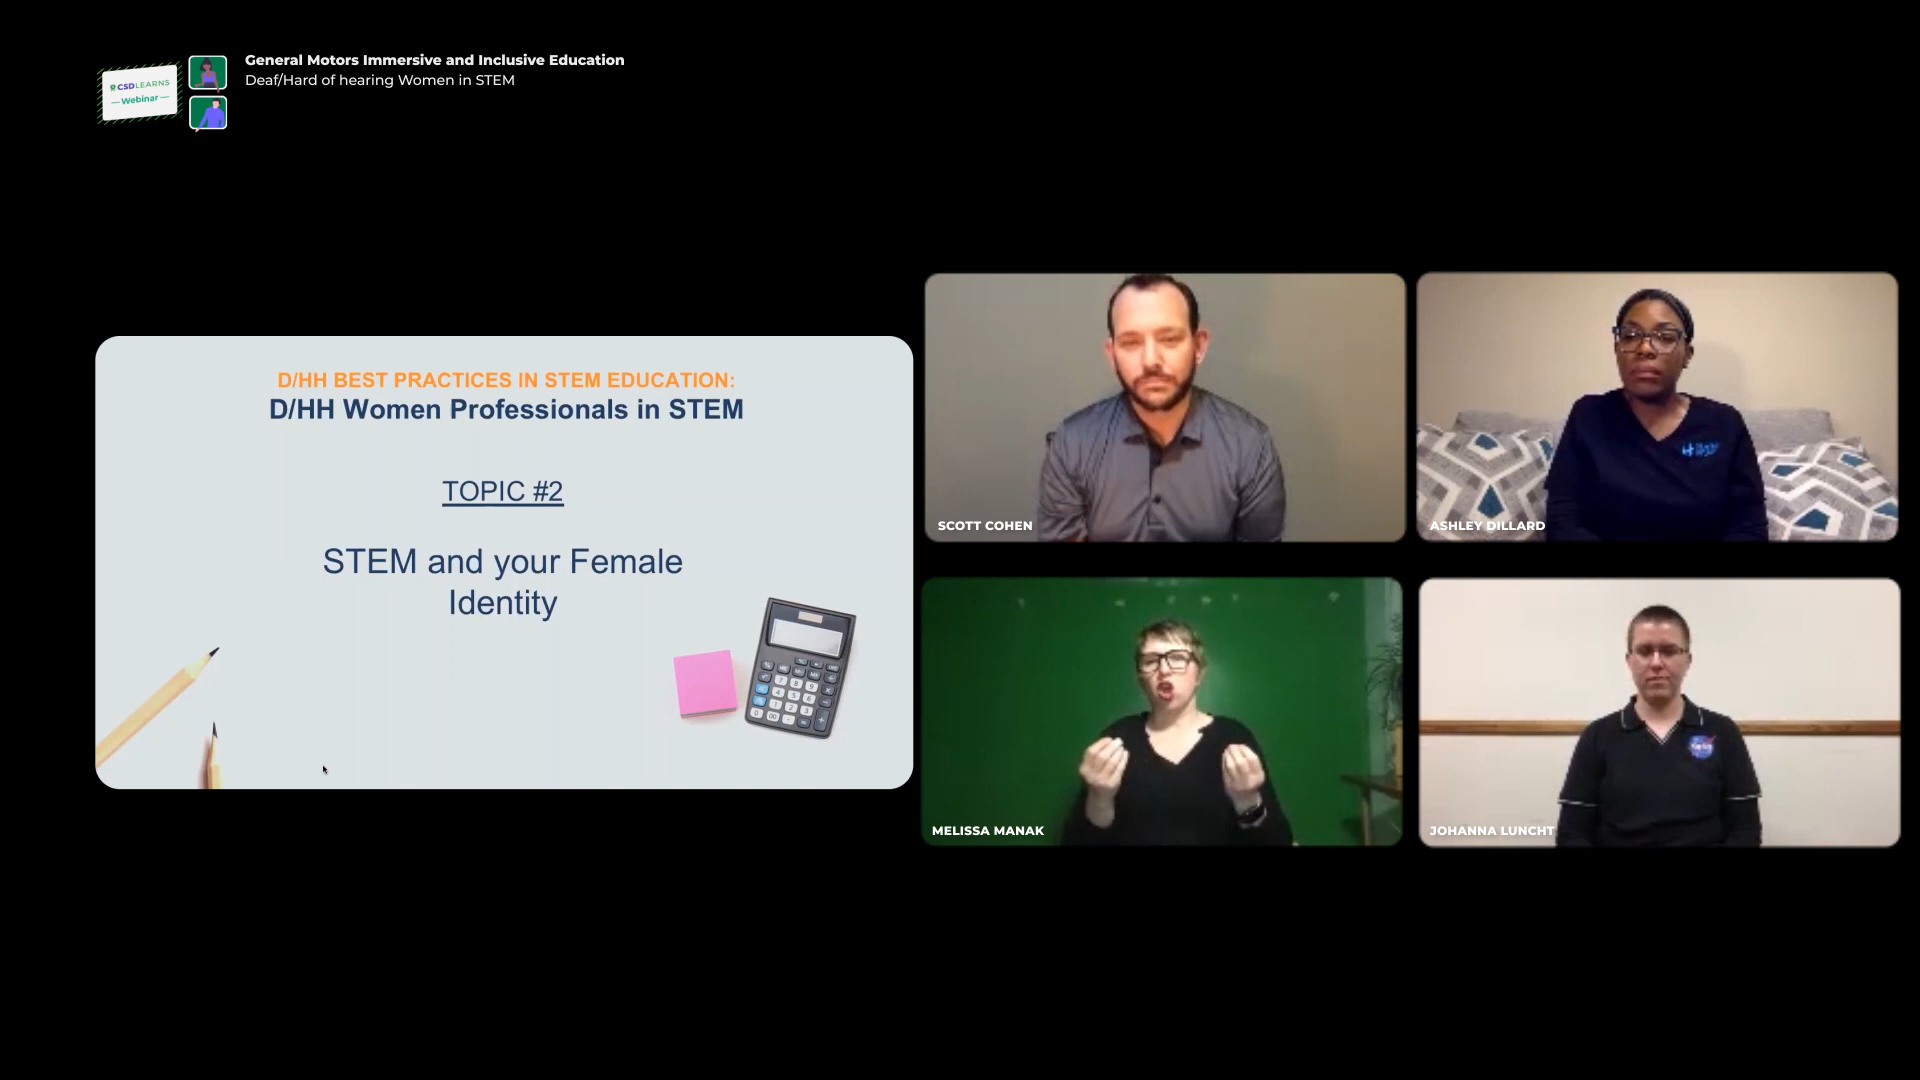 CSDLEARNS
— Webinar —
General Motors Immersive and Inclusive Education
Deaf/Hard of hearing Women in STEM
D/HH BEST PRACTICES IN STEM EDUCATION:
D/HH Women Professionals in STEM
TOPIC #2
STEM and your Female
Identity
SCOTT COHEN
ASHLEY DILLARD
MELISSA MANAK
JOHANNA LUNCHT